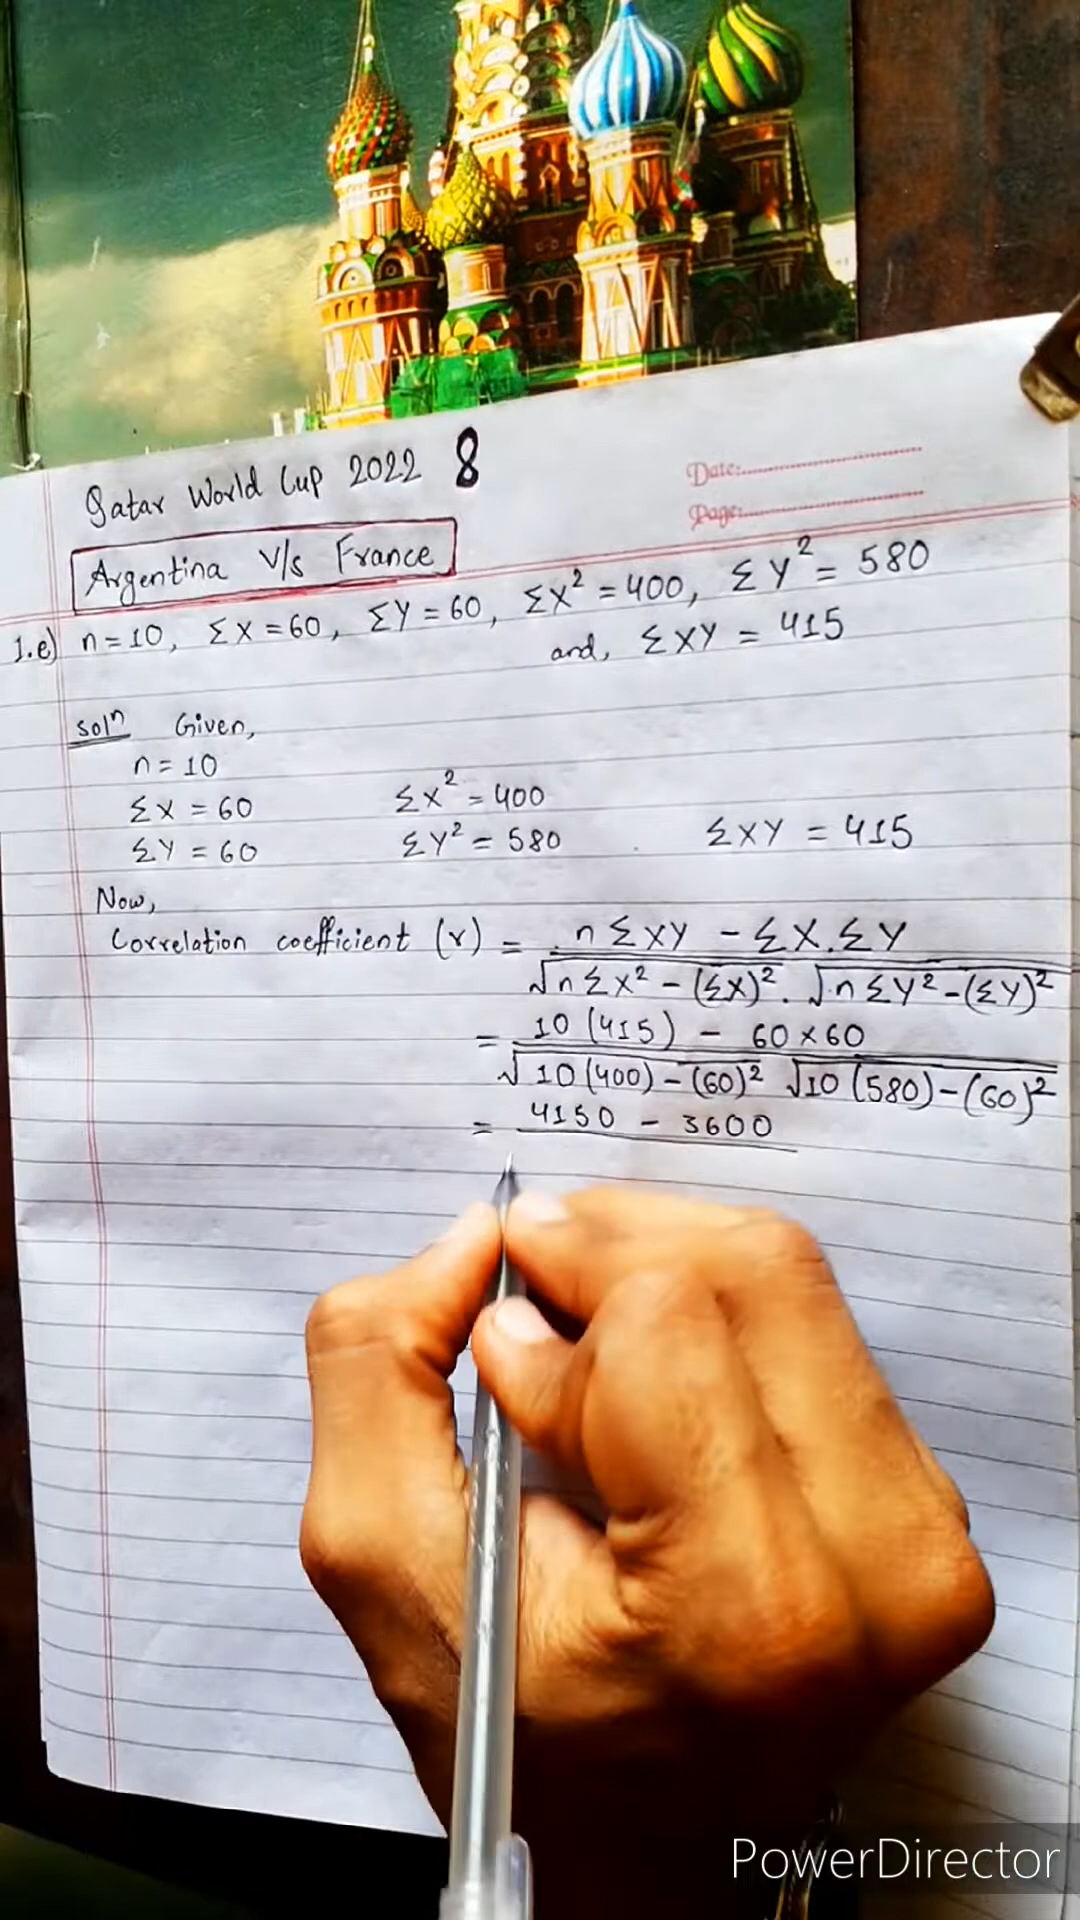 Qatar World Cup 2022 8
Date:
Page:
Argentina V/s France
1.e) n = 10, ΣX = 60, ΣY = 60, ΣX² = 400, ΣY² = 580
and, ΣXY = 415
Solⁿ Given,
n = 10
ΣX = 60 ΣX² = 400
ΣY = 60 ΣY² = 580 ΣXY = 415
Now,
Correlation coefficient (r) = nΣXY - ΣX.ΣY
√nΣX² - (ΣX)² . √nΣY² - (ΣY)²
= 10 (415) - 60 × 60
√10 (400) - (60)² √10 (580) - (60)²
= 4150 - 3600
PowerDirector